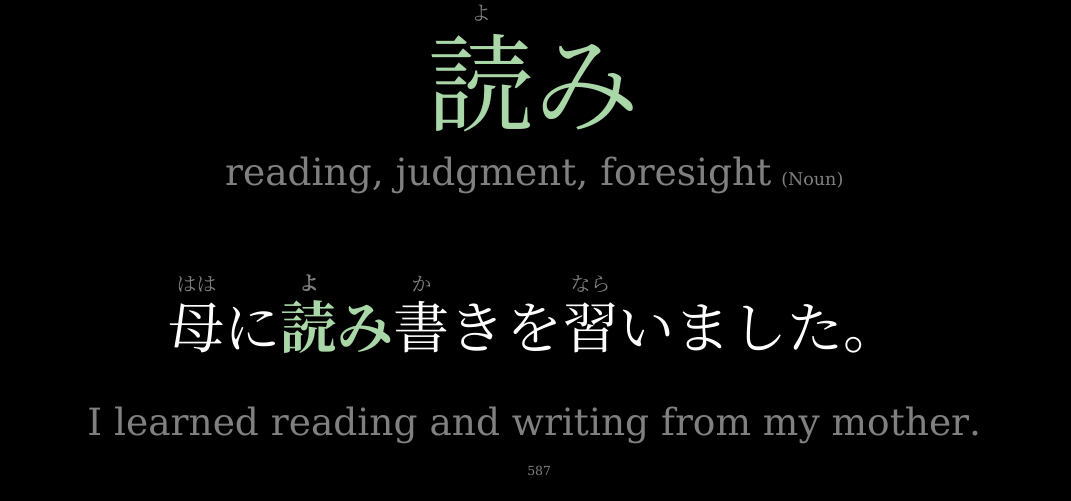 よ
読み
reading, judgment, foresight (Noun)
はは よ か なら
母に読み書きを習いました。
I learned reading and writing from my mother.
587